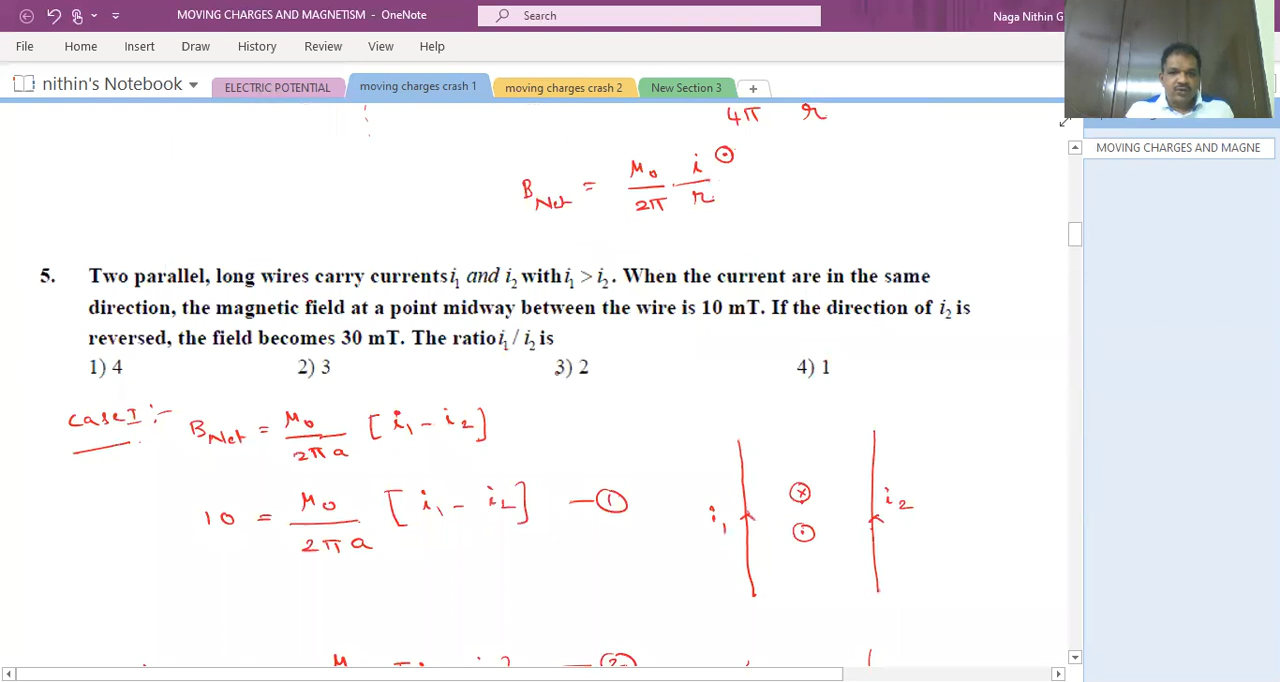 MOVING CHARGES AND MAGNETISM - OneNote
Search
Naga Nithin G
File Home Insert Draw History Review View Help
nithin's Notebook
ELECTRIC POTENTIAL
moving charges crash 1
moving charges crash 2
New Section 3
+
MOVING CHARGES AND MAGNE
4π r
B_Net = μ₀/2π · i/r ⊙
5. Two parallel, long wires carry currents i₁ and i₂ with i₁ > i₂. When the current are in the same
direction, the magnetic field at a point midway between the wire is 10 mT. If the direction of i₂ is
reversed, the field becomes 30 mT. The ratio i₁ / i₂ is
1) 4 2) 3 3) 2 4) 1
Case I :- B_Net = μ₀/2πa [i₁ - i₂]
10 = μ₀/2πa [i₁ - i₂] —①
i₁ ⊗ ⊙ i₂